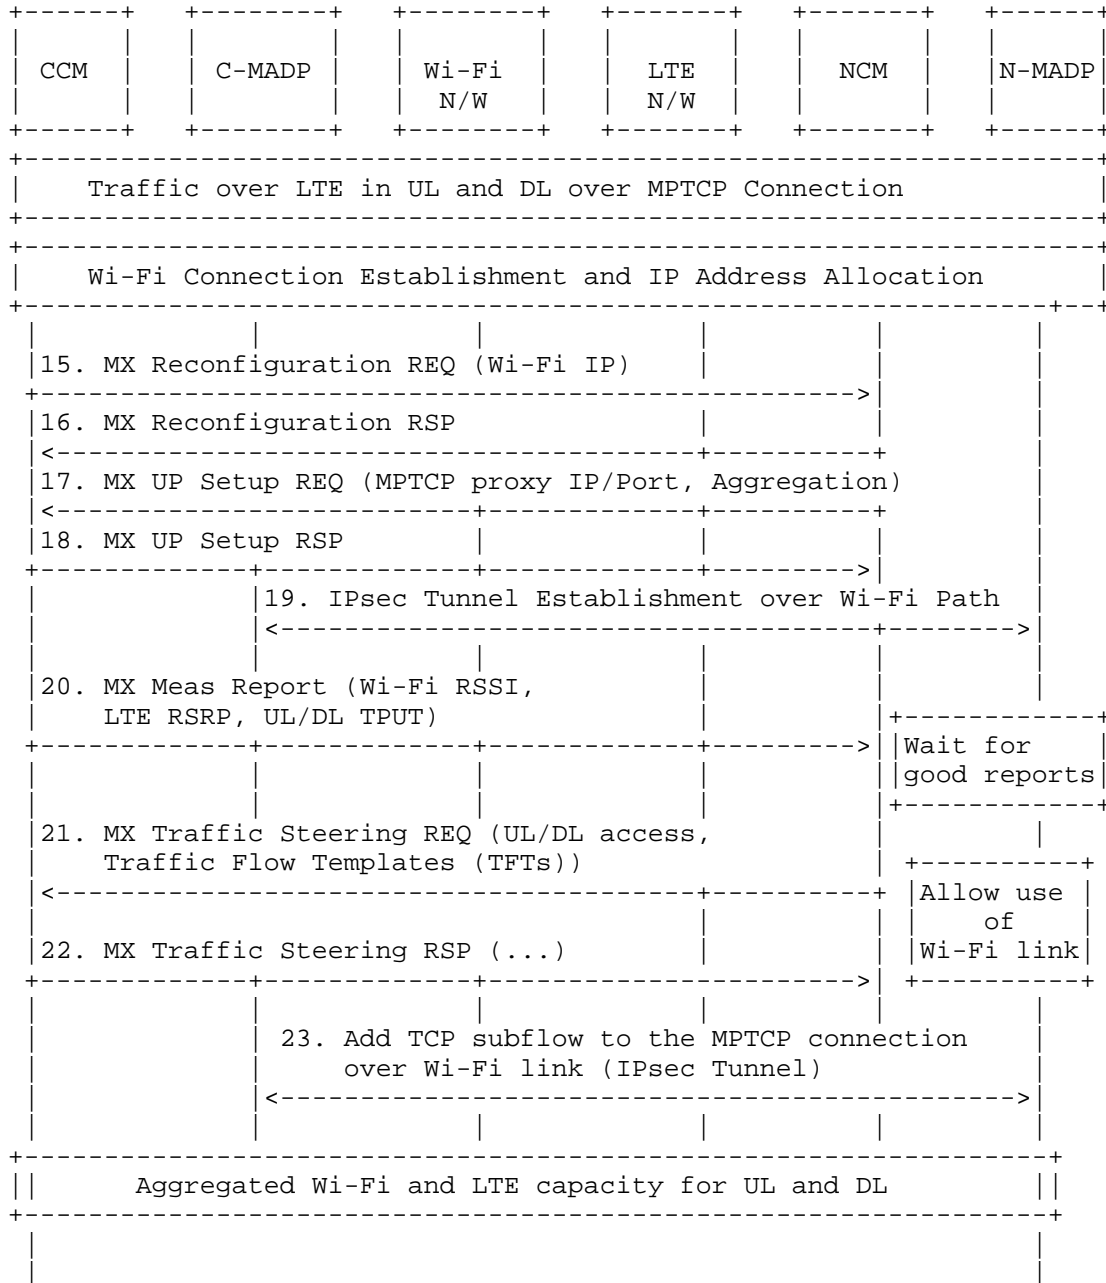 CCM C-MADP Wi-Fi LTE NCM N-MADP
N/W N/W
Traffic over LTE in UL and DL over MPTCP Connection
Wi-Fi Connection Establishment and IP Address Allocation
15. MX Reconfiguration REQ (Wi-Fi IP)
16. MX Reconfiguration RSP
17. MX UP Setup REQ (MPTCP proxy IP/Port, Aggregation)
18. MX UP Setup RSP
19. IPsec Tunnel Establishment over Wi-Fi Path
20. MX Meas Report (Wi-Fi RSSI,
LTE RSRP, UL/DL TPUT)
Wait for
good reports
21. MX Traffic Steering REQ (UL/DL access,
Traffic Flow Templates (TFTs))
Allow use
of
Wi-Fi link
22. MX Traffic Steering RSP (...)
23. Add TCP subflow to the MPTCP connection
over Wi-Fi link (IPsec Tunnel)
Aggregated Wi-Fi and LTE capacity for UL and DL